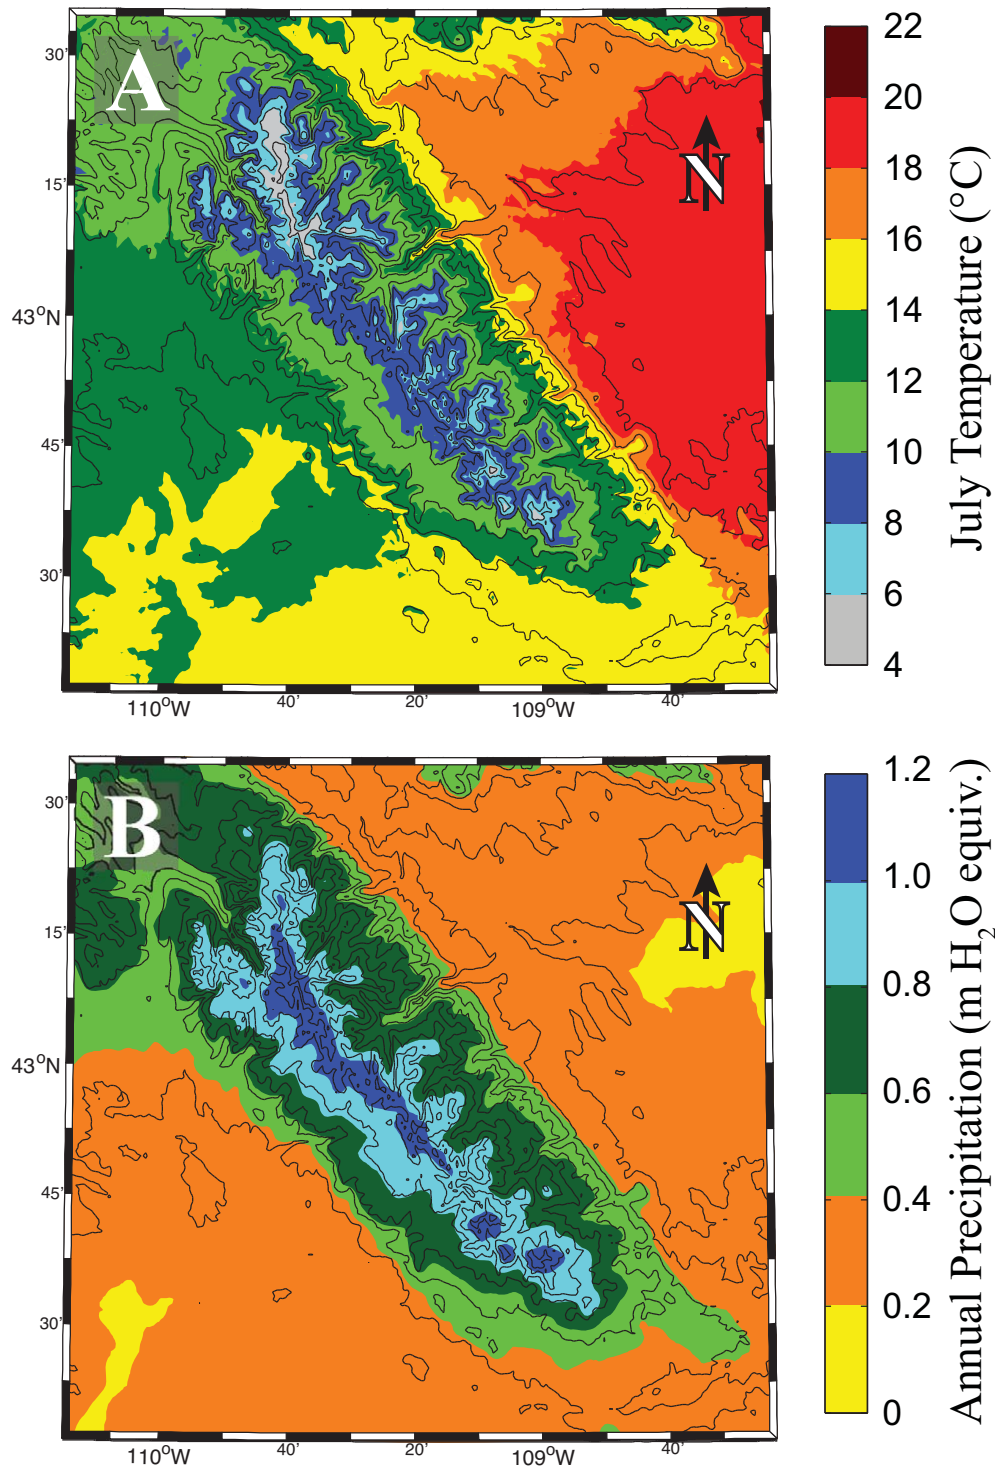 A
30'
15'
43°N
45'
30'
110°W
40'
20'
109°W
40'
N
22
20
18
16
14
12
10
8
6
4
July Temperature (°C)
B
30'
15'
43°N
45'
30'
110°W
40'
20'
109°W
40'
N
1.2
1.0
0.8
0.6
0.4
0.2
0
Annual Precipitation (m H₂O equiv.)